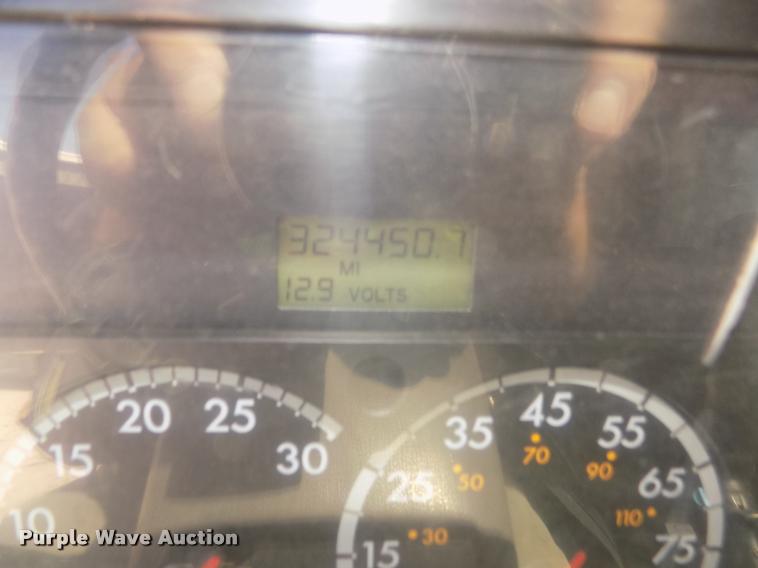 324450.7
MI
12.9 VOLTS
10 15 20 25 30
15 25 35 45 55 65 75
30 50 70 90 110
Purple Wave Auction